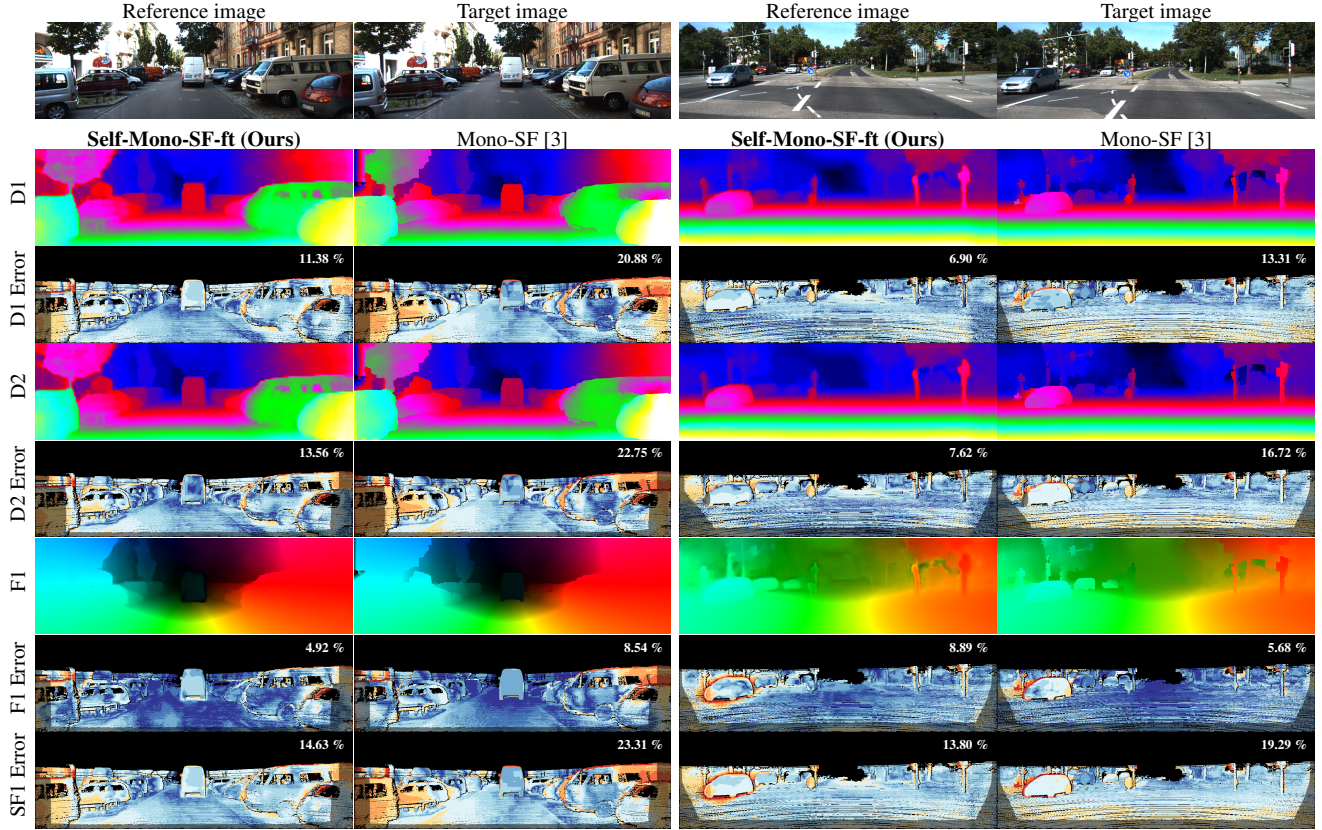 Reference image Target image Reference image Target image
Self-Mono-SF-ft (Ours) Mono-SF [3] Self-Mono-SF-ft (Ours) Mono-SF [3]
D1
D1 Error 11.38 % 20.88 % 6.90 % 13.31 %
D2
D2 Error 13.56 % 22.75 % 7.62 % 16.72 %
F1
F1 Error 4.92 % 8.54 % 8.89 % 5.68 %
SF1 Error 14.63 % 23.31 % 13.80 % 19.29 %